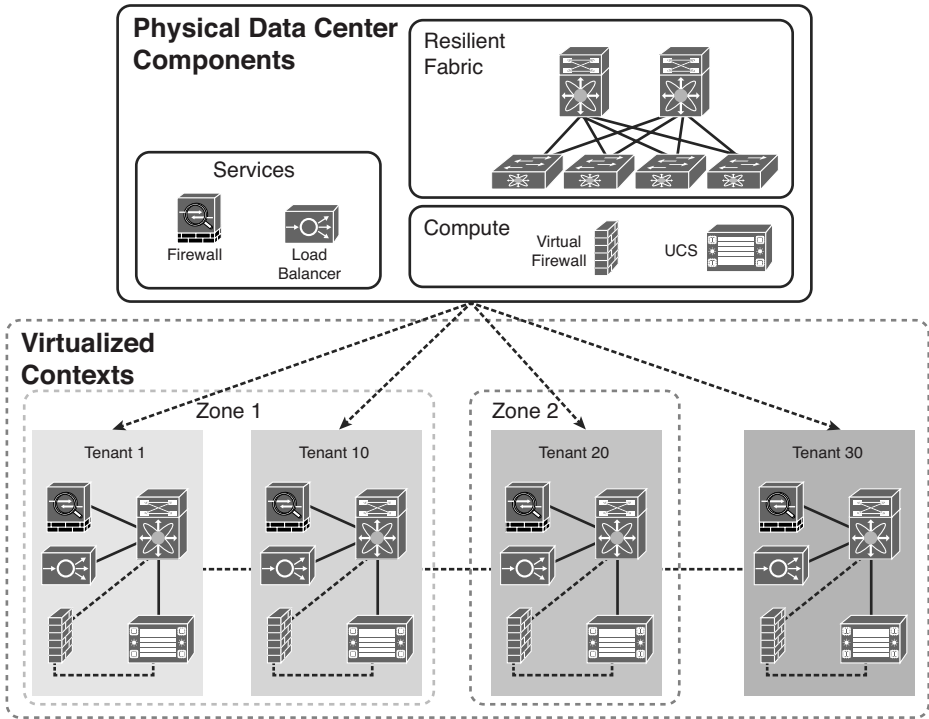 Physical Data Center
Components
Resilient
Fabric
Services
Firewall
Load
Balancer
Compute
Virtual
Firewall
UCS
Virtualized
Contexts
Zone 1
Zone 2
Tenant 1
Tenant 10
Tenant 20
Tenant 30